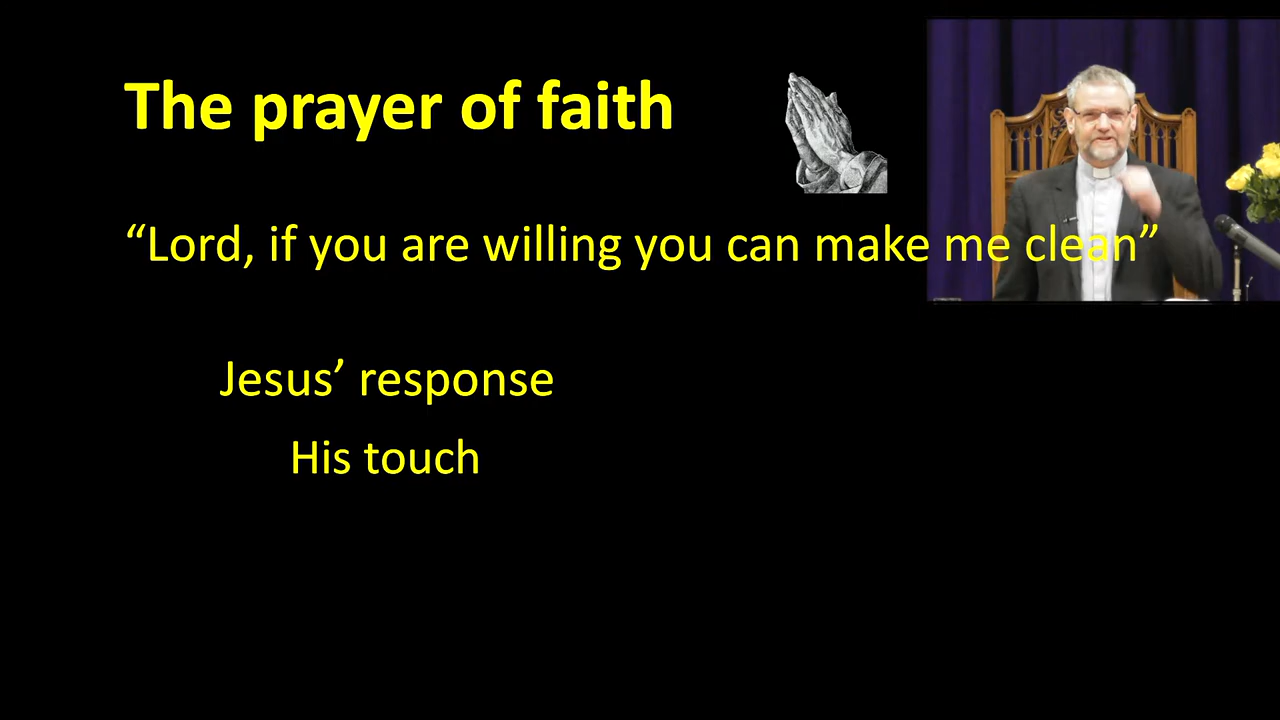 The prayer of faith
“Lord, if you are willing you can make me clean”
Jesus’ response
His touch